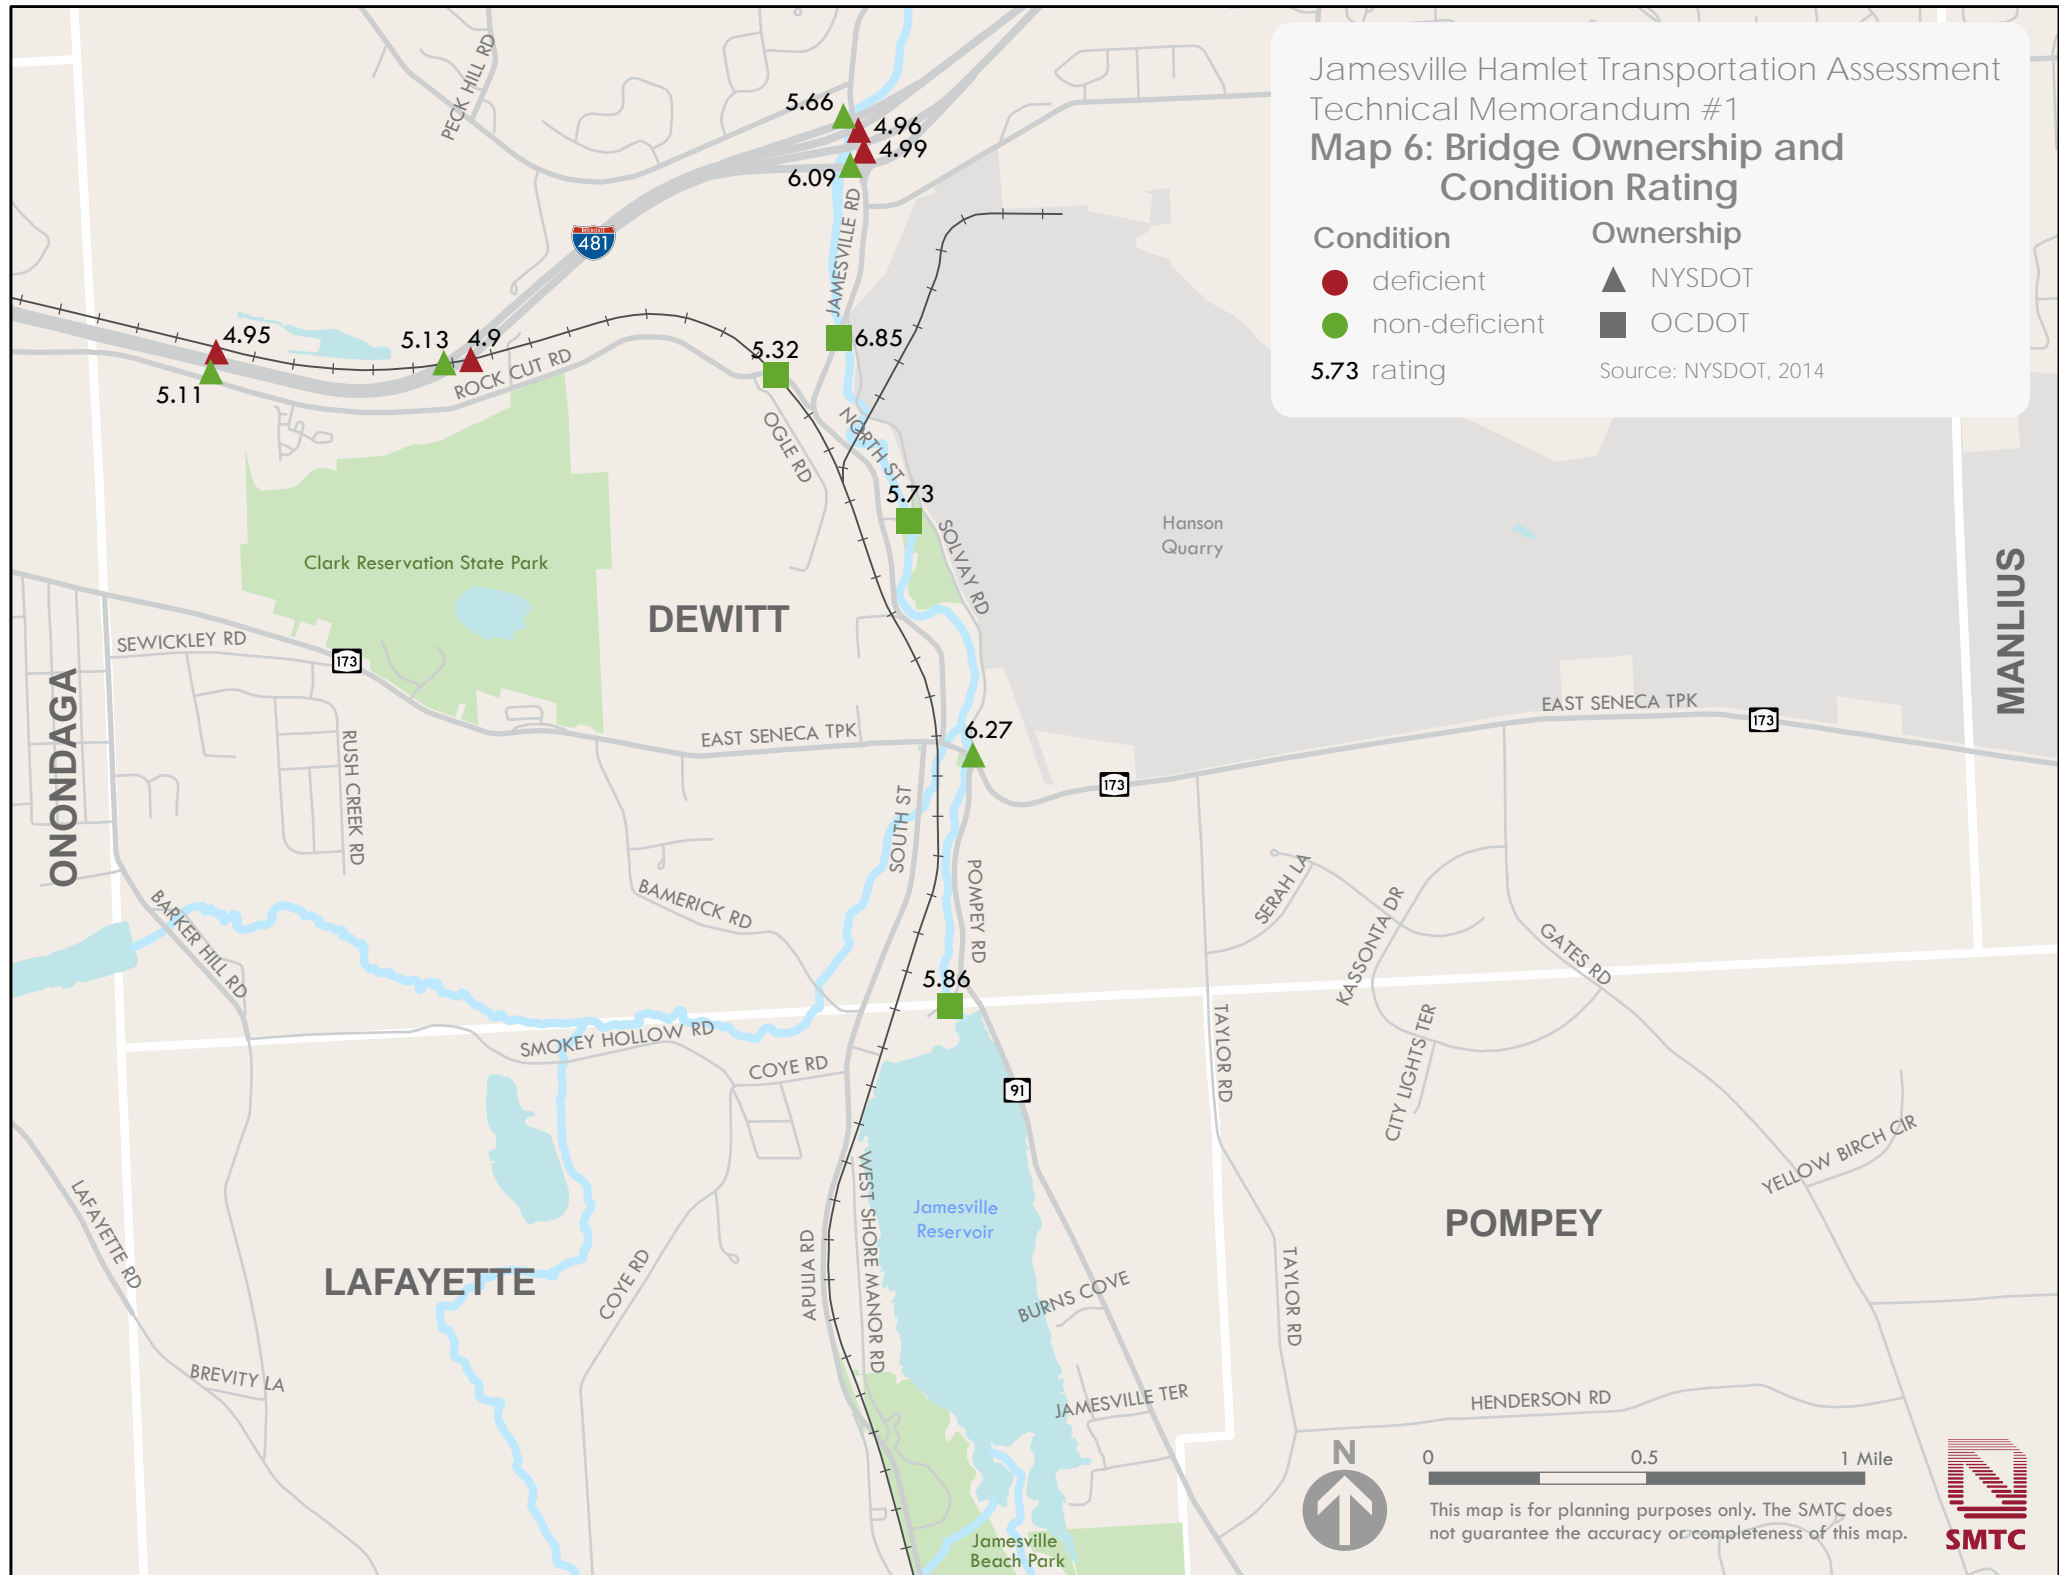 Jamesville Hamlet Transportation Assessment
Technical Memorandum #1
Map 6: Bridge Ownership and
Condition Rating
Condition
Ownership
deficient
NYSDOT
non-deficient
OCDOT
5.73 rating
Source: NYSDOT, 2014
PECK HILL RD
5.66
4.96
4.99
6.09
JAMESVILLE RD
INTERSTATE
481
4.95
5.11
5.13
4.9
ROCK CUT RD
5.32
6.85
OGLE RD
NORTH ST
5.73
SOLVAY RD
Hanson
Quarry
Clark Reservation State Park
DEWITT
MANLIUS
ONONDAGA
SEWICKLEY RD
173
RUSH CREEK RD
EAST SENECA TPK
6.27
EAST SENECA TPK
173
173
SOUTH ST
POMPEY RD
BAMERICK RD
BARKER HILL RD
SERAH LA
KASSONTA DR
GATES RD
5.86
SMOKEY HOLLOW RD
COYE RD
91
TAYLOR RD
CITY LIGHTS TER
YELLOW BIRCH CIR
LAFAYETTE RD
LAFAYETTE
COYE RD
APULIA RD
WEST SHORE MANOR RD
Jamesville
Reservoir
BURNS COVE
TAYLOR RD
POMPEY
BREVITY LA
JAMESVILLE TER
HENDERSON RD
Jamesville
Beach Park
N
0 0.5 1 Mile
This map is for planning purposes only. The SMTC does
not guarantee the accuracy or completeness of this map.
SMTC